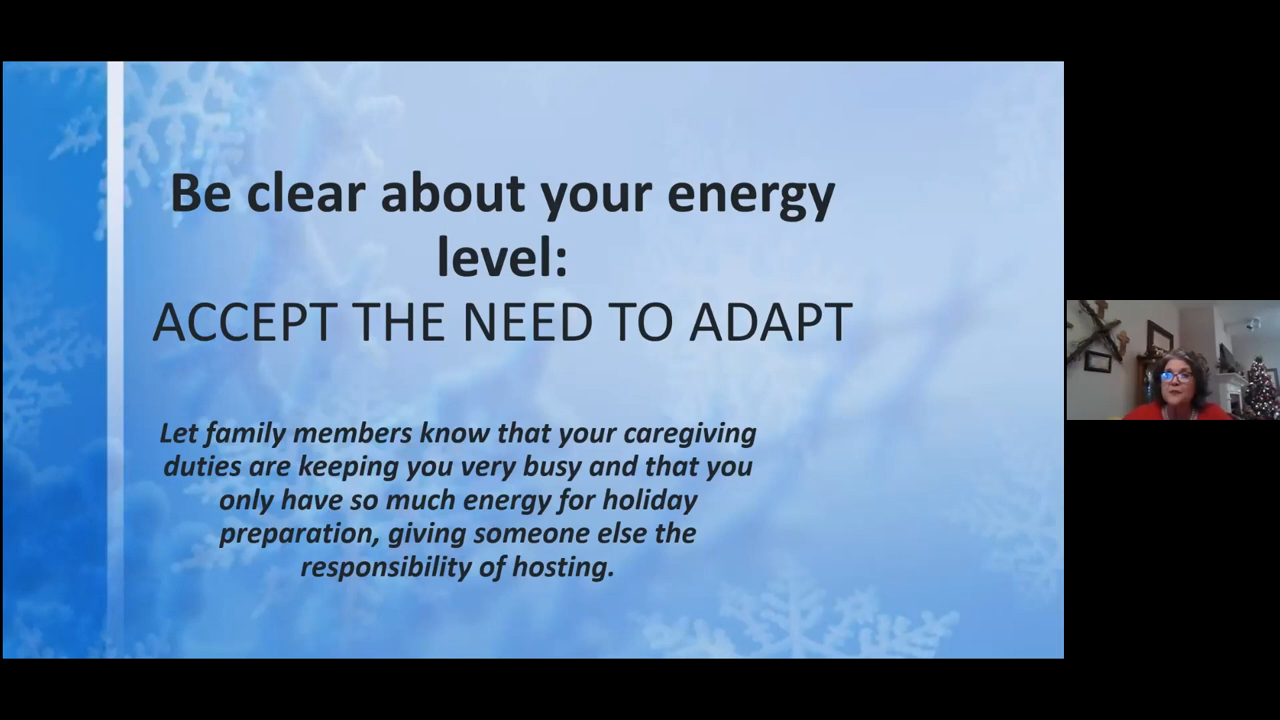 Be clear about your energy
level:
ACCEPT THE NEED TO ADAPT
Let family members know that your caregiving
duties are keeping you very busy and that you
only have so much energy for holiday
preparation, giving someone else the
responsibility of hosting.